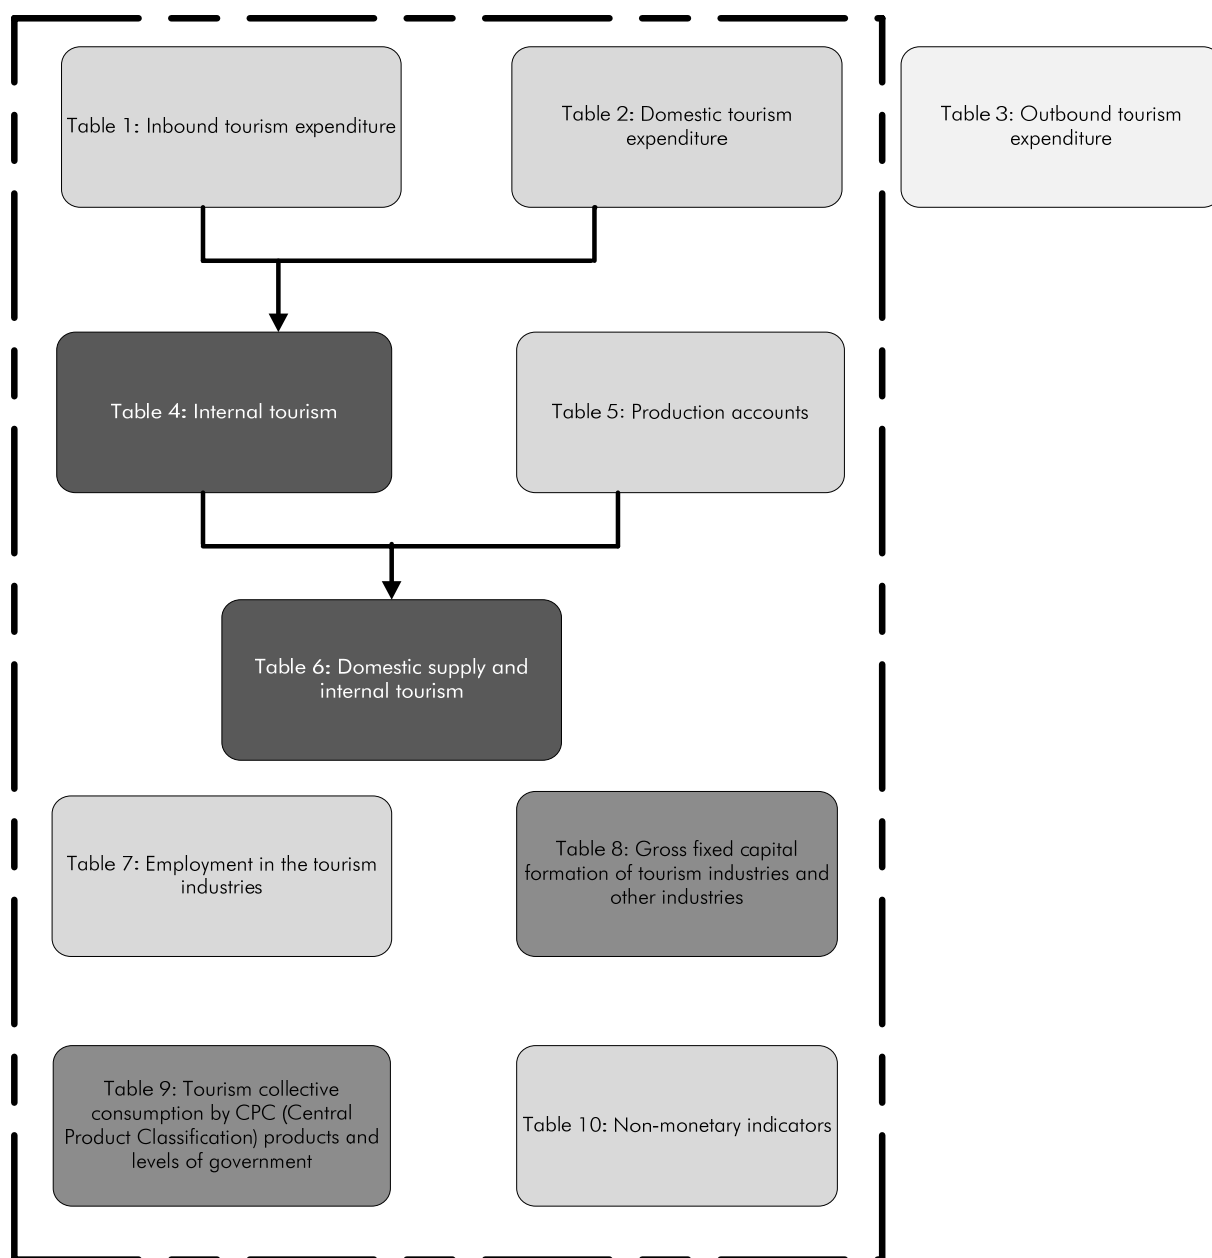 Table 1: Inbound tourism expenditure
Table 2: Domestic tourism
expenditure
Table 3: Outbound tourism
expenditure
Table 4: Internal tourism
Table 5: Production accounts
Table 6: Domestic supply and
internal tourism
Table 7: Employment in the tourism
industries
Table 8: Gross fixed capital
formation of tourism industries and
other industries
Table 9: Tourism collective
consumption by CPC (Central
Product Classification) products and
levels of government
Table 10: Non-monetary indicators